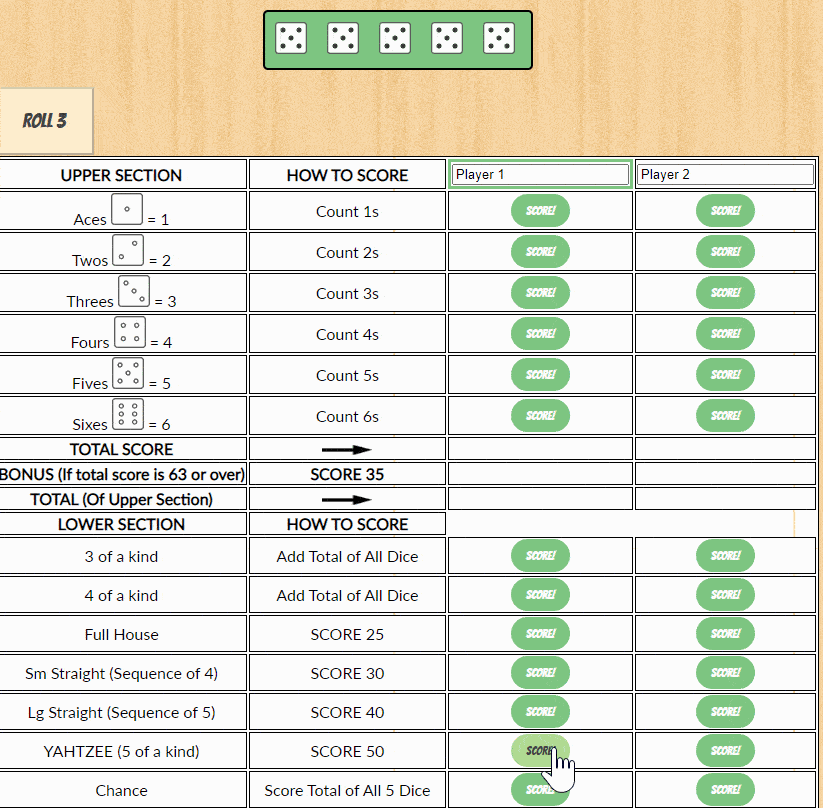 ROLL 3
UPPER SECTION HOW TO SCORE Player 1 Player 2
Aces = 1 Count 1s SCORE! SCORE!
Twos = 2 Count 2s SCORE! SCORE!
Threes = 3 Count 3s SCORE! SCORE!
Fours = 4 Count 4s SCORE! SCORE!
Fives = 5 Count 5s SCORE! SCORE!
Sixes = 6 Count 6s SCORE! SCORE!
TOTAL SCORE
BONUS (If total score is 63 or over) SCORE 35
TOTAL (Of Upper Section)
LOWER SECTION HOW TO SCORE
3 of a kind Add Total of All Dice SCORE! SCORE!
4 of a kind Add Total of All Dice SCORE! SCORE!
Full House SCORE 25 SCORE! SCORE!
Sm Straight (Sequence of 4) SCORE 30 SCORE! SCORE!
Lg Straight (Sequence of 5) SCORE 40 SCORE! SCORE!
YAHTZEE (5 of a kind) SCORE 50 SCORE! SCORE!
Chance Score Total of All 5 Dice SCORE! SCORE!